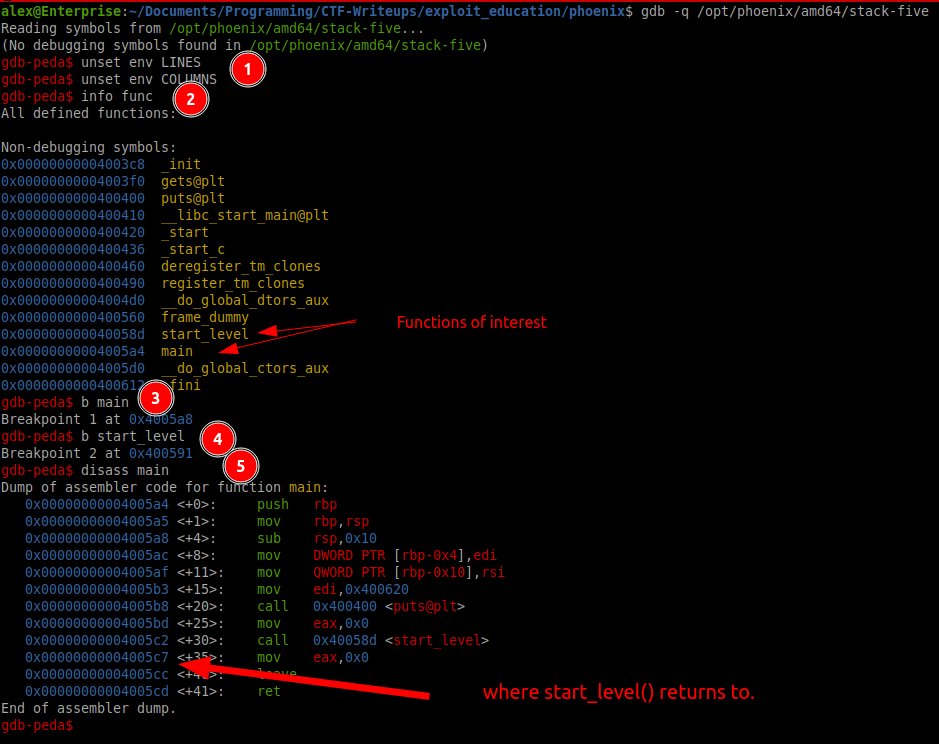 alex@Enterprise:~/Documents/Programming/CTF-Writeups/exploit_education/phoenix$ gdb -q /opt/phoenix/amd64/stack-five
Reading symbols from /opt/phoenix/amd64/stack-five...
(No debugging symbols found in /opt/phoenix/amd64/stack-five)
gdb-peda$ unset env LINES
1
gdb-peda$ unset env COLUMNS
gdb-peda$ info func
2
All defined functions:
Non-debugging symbols:
0x00000000004003c8 _init
0x00000000004003f0 gets@plt
0x0000000000400400 puts@plt
0x0000000000400410 __libc_start_main@plt
0x0000000000400420 _start
0x0000000000400436 _start_c
0x0000000000400460 deregister_tm_clones
0x0000000000400490 register_tm_clones
0x00000000004004d0 __do_global_dtors_aux
0x0000000000400560 frame_dummy
Functions of interest
0x000000000040058d start_level
0x00000000004005a4 main
0x00000000004005d0 __do_global_ctors_aux
0x0000000000400612 fini
gdb-peda$ b main
3
Breakpoint 1 at 0x4005a8
gdb-peda$ b start_level
4
Breakpoint 2 at 0x400591
5
gdb-peda$ disass main
Dump of assembler code for function main:
0x00000000004005a4 <+0>: push rbp
0x00000000004005a5 <+1>: mov rbp,rsp
0x00000000004005a8 <+4>: sub rsp,0x10
0x00000000004005ac <+8>: mov DWORD PTR [rbp-0x4],edi
0x00000000004005af <+11>: mov QWORD PTR [rbp-0x10],rsi
0x00000000004005b3 <+15>: mov edi,0x400620
0x00000000004005b8 <+20>: call 0x400400 <puts@plt>
0x00000000004005bd <+25>: mov eax,0x0
0x00000000004005c2 <+30>: call 0x40058d <start_level>
0x00000000004005c7 <+35>: mov eax,0x0
0x00000000004005cc <+40>: leave
0x00000000004005cd <+41>: ret
where start_level() returns to.
End of assembler dump.
gdb-peda$